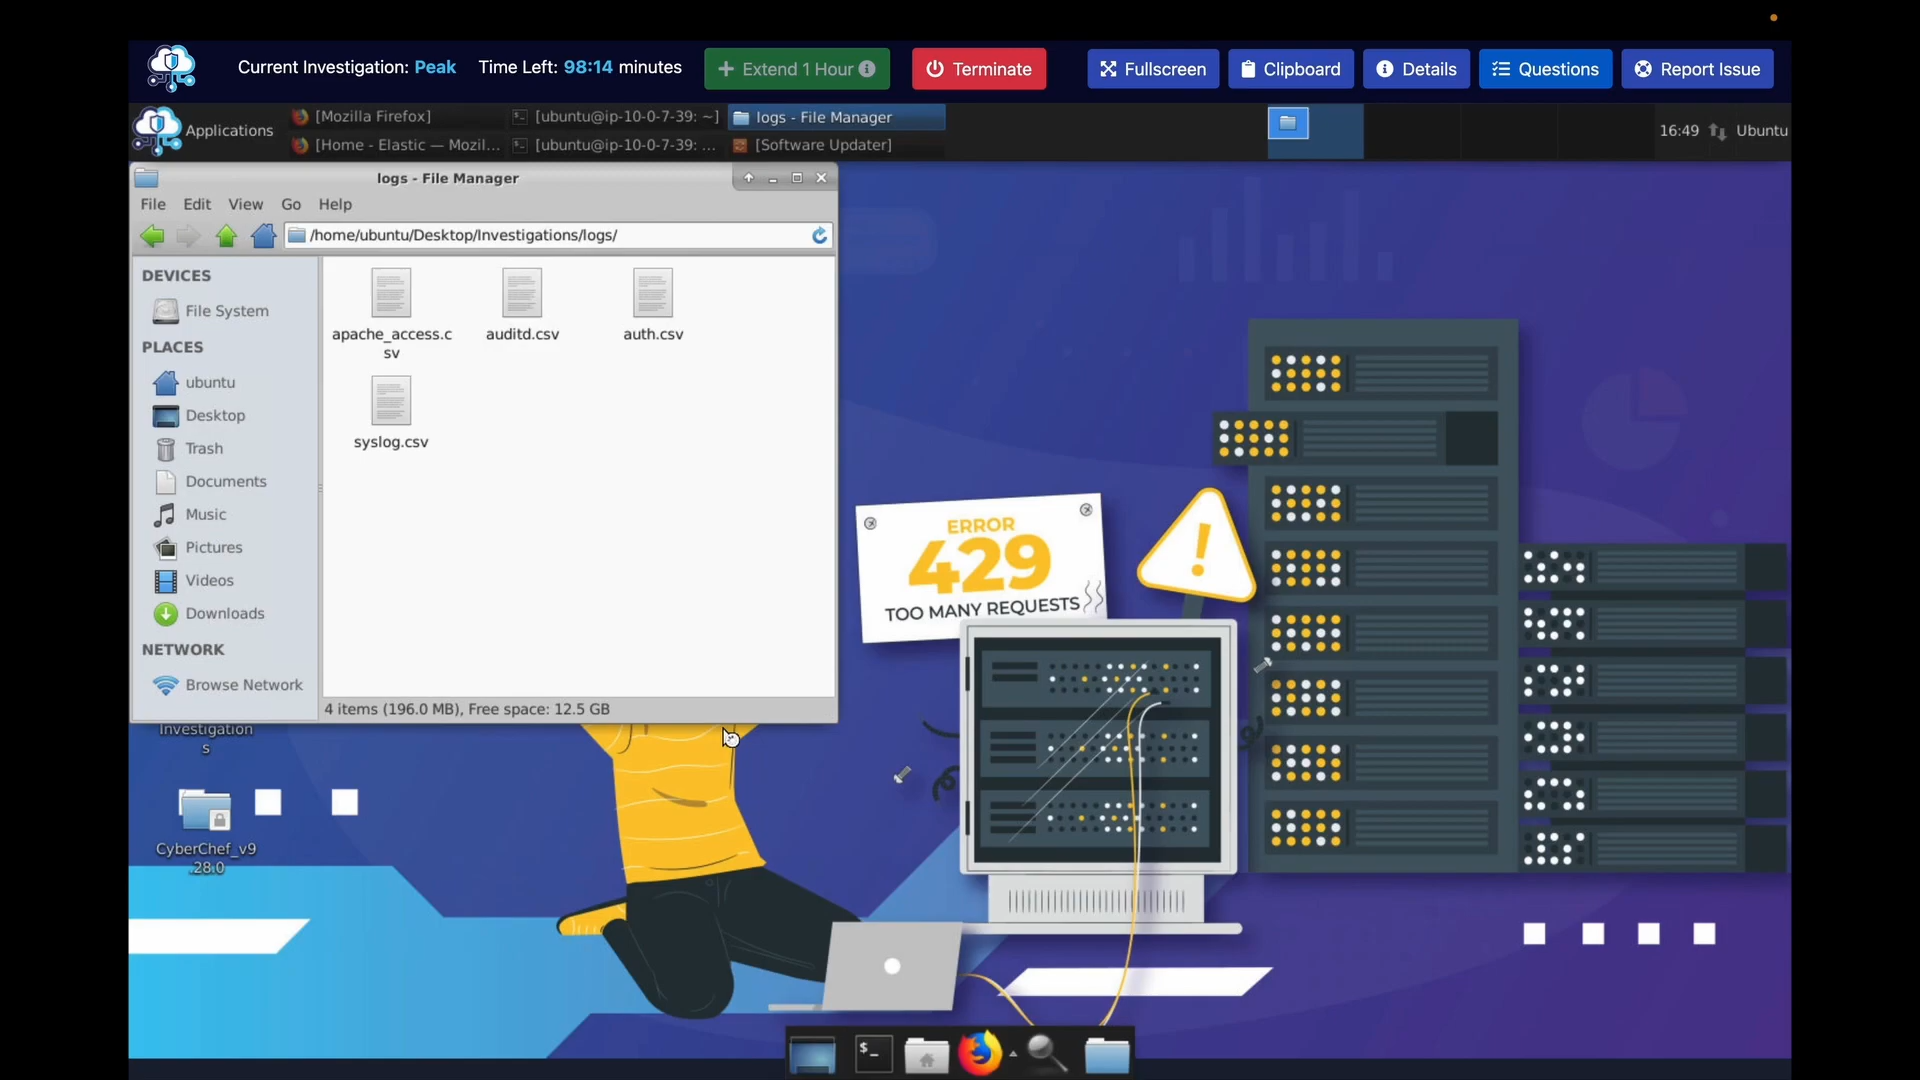 Current Investigation: Peak
Time Left: 98:14 minutes
Extend 1 Hour
Terminate
Fullscreen
Clipboard
Details
Questions
Report Issue
Applications
[Mozilla Firefox]
[ubuntu@ip-10-0-7-39: ~]
logs - File Manager
[Home - Elastic — Mozil...
[ubuntu@ip-10-0-7-39: ...
[Software Updater]
16:49
Ubuntu
logs - File Manager
File Edit View Go Help
/home/ubuntu/Desktop/Investigations/logs/
DEVICES
File System
PLACES
ubuntu
Desktop
Trash
Documents
Music
Pictures
Videos
Downloads
NETWORK
Browse Network
apache_access.c
sv
auditd.csv
auth.csv
syslog.csv
4 items (196.0 MB), Free space: 12.5 GB
Investigation
s
CyberChef_v9
.28.0
ERROR
429
TOO MANY REQUESTS
!
$_